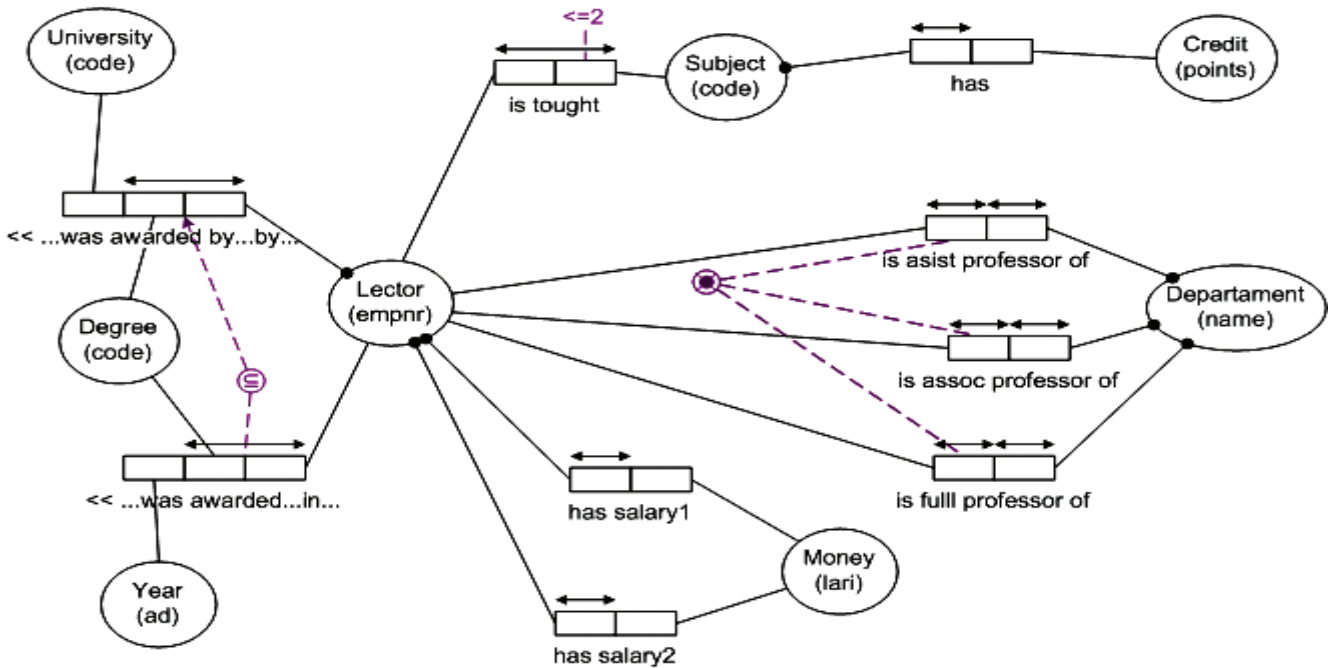 <=2
University
(code)
Subject
(code)
Credit
(points)
is tought
has
<< ...was awarded by...by...
is asist professor of
Lector
(empnr)
Departament
(name)
Degree
(code)
is assoc professor of
<< ...was awarded...in...
is fulll professor of
has salary1
Money
(lari)
Year
(ad)
has salary2